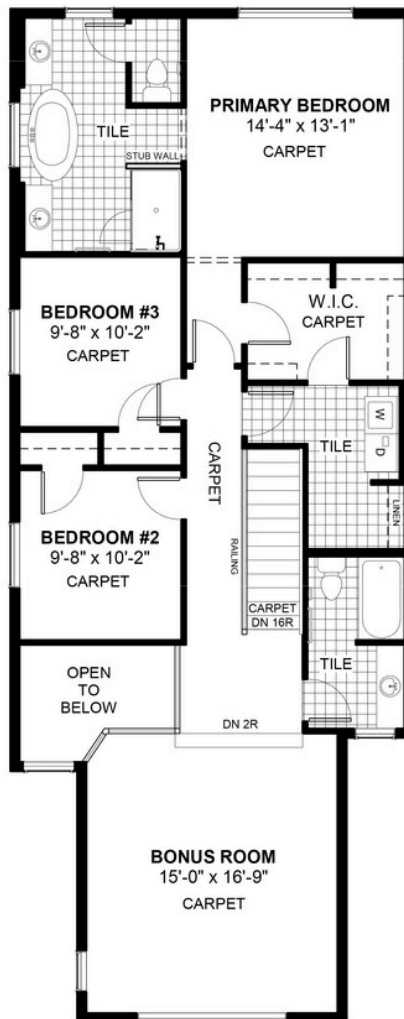 PRIMARY BEDROOM
14'-4" x 13'-1"
CARPET
TILE
STUB WALL
W.I.C.
CARPET
BEDROOM #3
9'-8" x 10'-2"
CARPET
W
D
TILE
LINEN
CARPET
RAILING
BEDROOM #2
9'-8" x 10'-2"
CARPET
CARPET
DN 16R
TILE
OPEN
TO
BELOW
DN 2R
BONUS ROOM
15'-0" x 16'-9"
CARPET